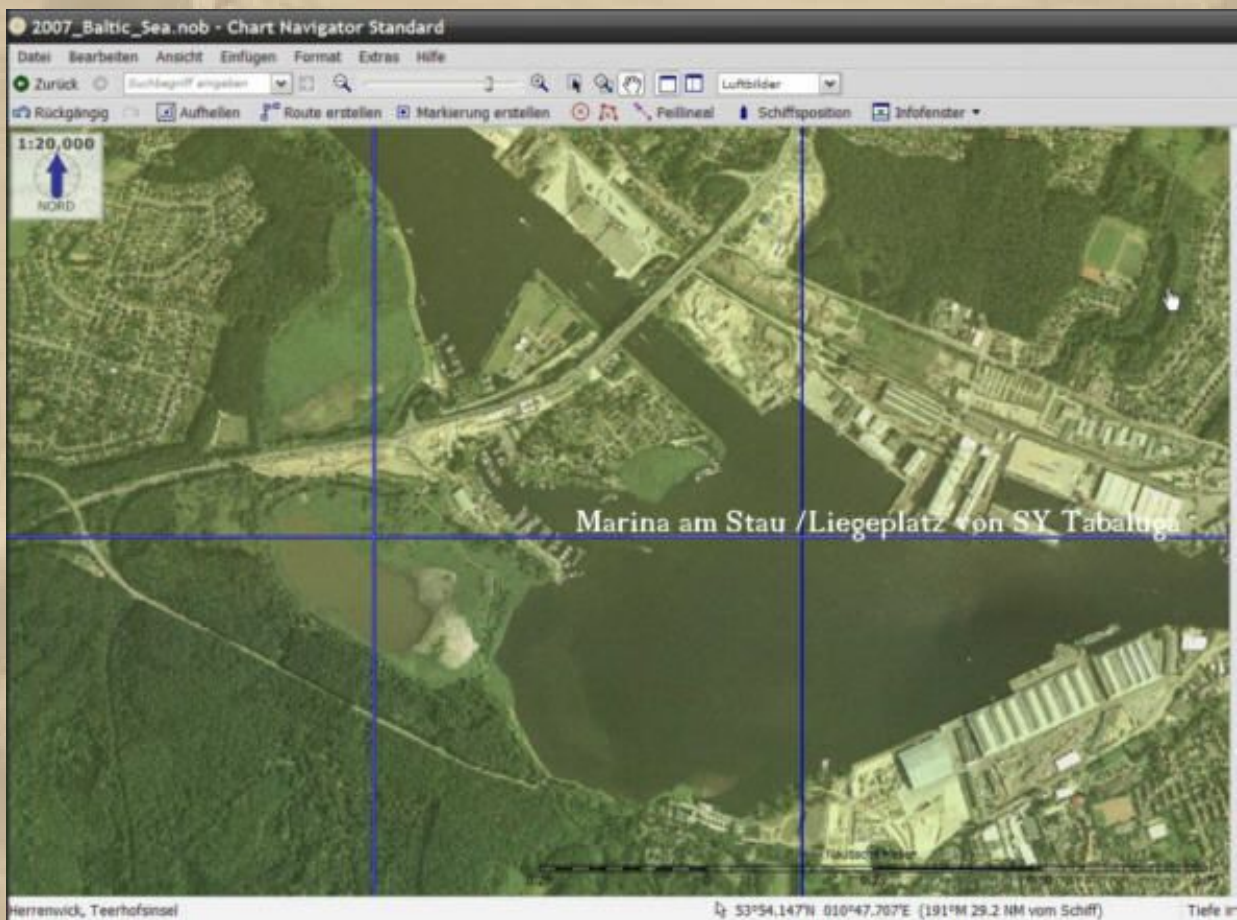 2007_Baltic_Sea.nob - Chart Navigator Standard
Datei Bearbeiten Ansicht Einfügen Format Extras Hilfe
Zurück Suchbegriff eingeben Luftbilder
Rückgängig Aufhellen Route erstellen Markierung erstellen Peillineal Schiffsposition Infofenster
1:20,000
NORD
Marina am Stau /Liegeplatz von SY Tabaluga
Herrenwick, Teerhofsinsel 53°54.147'N 010°47.707'E (191°M 29.2 NM vom Schiff) Tiefe